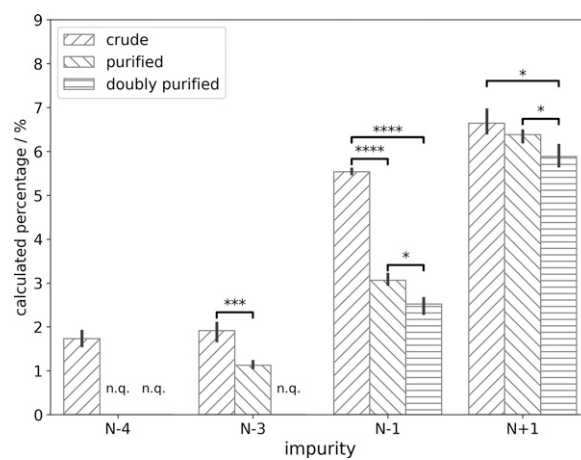 9
8
7
6
5
4
3
2
1
0
calculated percentage / %
crude
purified
doubly purified
*
*
****
****
*
***
n.q. n.q.
n.q.
N-4 N-3 N-1 N+1
impurity